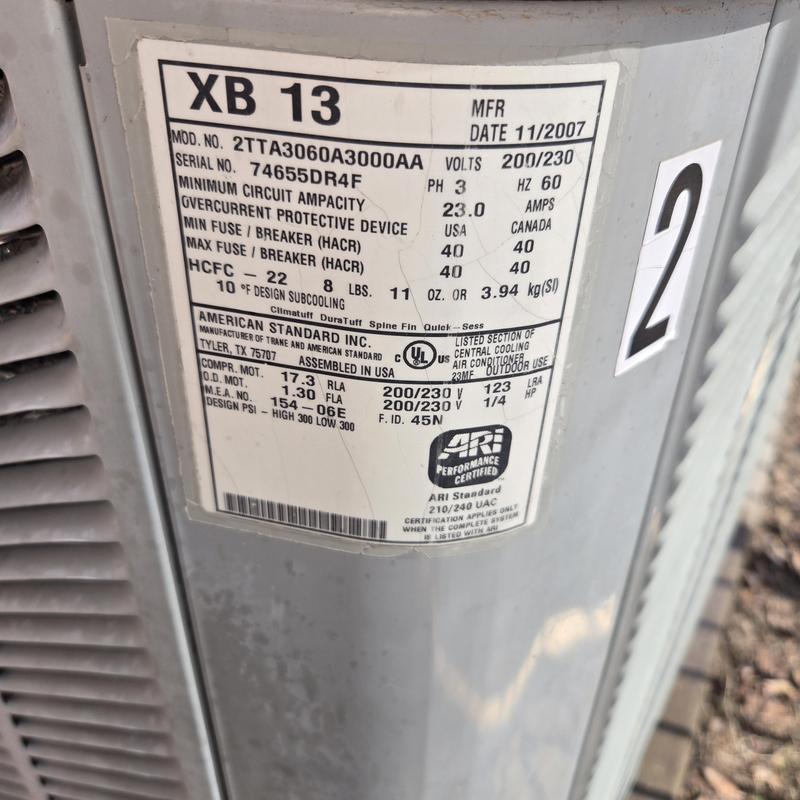 XB 13
MFR
DATE 11/2007
MOD. NO. 2TTA3060A3000AA VOLTS 200/230
SERIAL NO. 74655DR4F PH 3 HZ 60
MINIMUM CIRCUIT AMPACITY 23.0 AMPS
OVERCURRENT PROTECTIVE DEVICE USA CANADA
MIN FUSE / BREAKER (HACR) 40 40
MAX FUSE / BREAKER (HACR) 40 40
HCFC - 22 8 LBS. 11 OZ. OR 3.94 kg(SI)
10 °F DESIGN SUBCOOLING
Climatuff DuraTuff Spine Fin Quick-Sess
AMERICAN STANDARD INC.
MANUFACTURER OF TRANE AND AMERICAN STANDARD
TYLER, TX 75707 ASSEMBLED IN USA
C UL US
LISTED SECTION OF
CENTRAL COOLING
AIR CONDITIONER
23MF OUTDOOR USE
COMPR. MOT. 17.3 RLA 200/230 V 123 LRA
O.D. MOT. 1.30 FLA 200/230 V 1/4 HP
M.E.A. NO. 154-06E F. ID. 45N
DESIGN PSI - HIGH 300 LOW 300
ARI
PERFORMANCE
CERTIFIED
ARI Standard
210/240 UAC
CERTIFICATION APPLIES ONLY
WHEN THE COMPLETE SYSTEM
IS LISTED WITH ARI
2